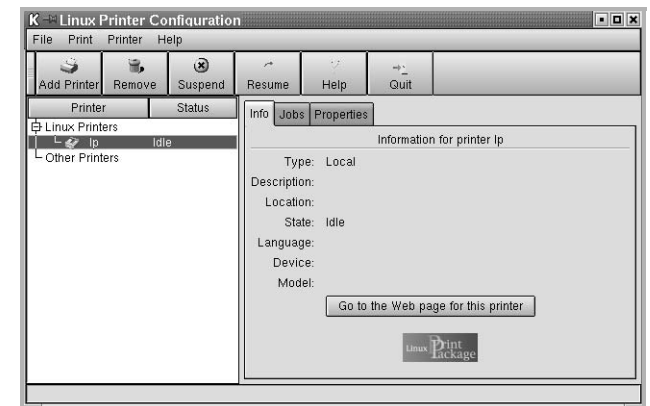 K Linux Printer Configuration
File Print Printer Help
Add Printer Remove Suspend Resume Help Quit
Printer Status
Linux Printers
lp Idle
Other Printers
Info Jobs Properties
Information for printer lp
Type: Local
Description:
Location:
State: Idle
Language:
Device:
Model:
Go to the Web page for this printer
Linux Print Package